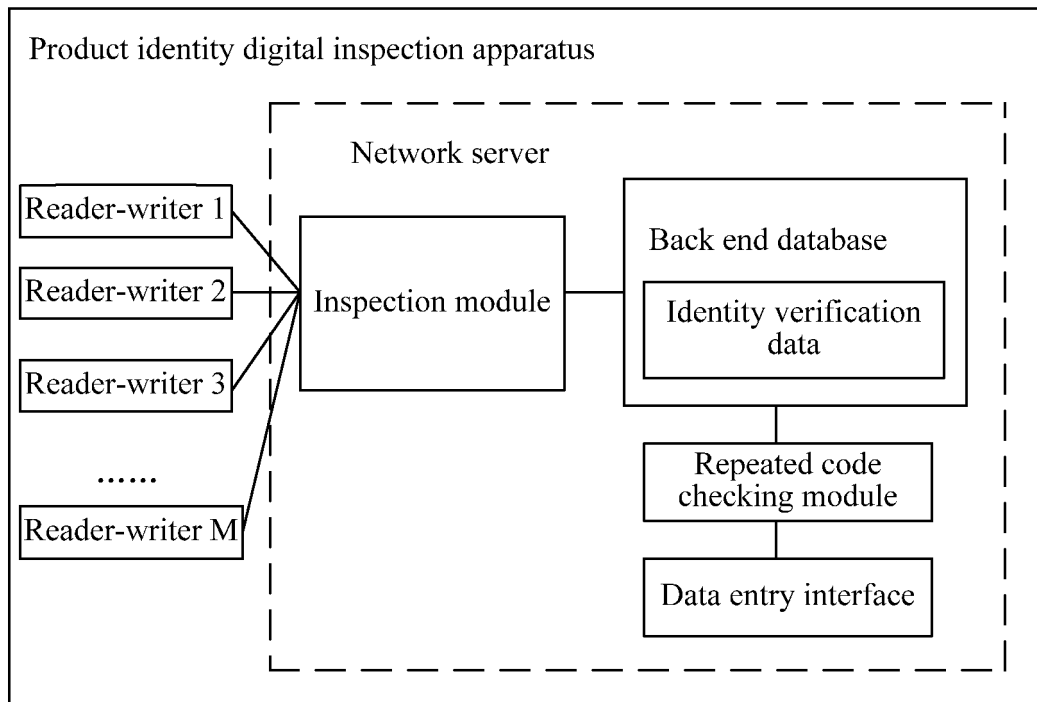 Product identity digital inspection apparatus
Network server
Reader-writer 1
Reader-writer 2
Reader-writer 3
......
Reader-writer M
Inspection module
Back end database
Identity verification
data
Repeated code
checking module
Data entry interface